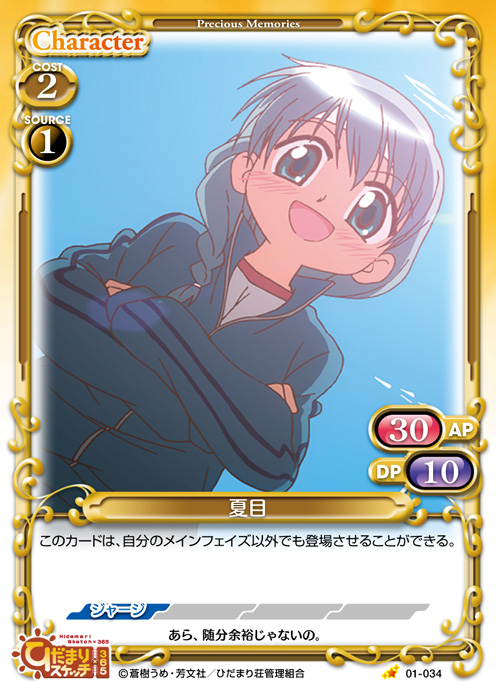 Precious Memories
Character
COST
2
SOURCE
1
30 AP
DP 10
夏目
このカードは、自分のメインフェイズ以外でも登場させることができる。
ジャージ
あら、随分余裕じゃないの。
Hidamari
Sketch×365
ひだまり
スケッチ
×365
©蒼樹うめ・芳文社/ひだまり荘管理組合
01-034